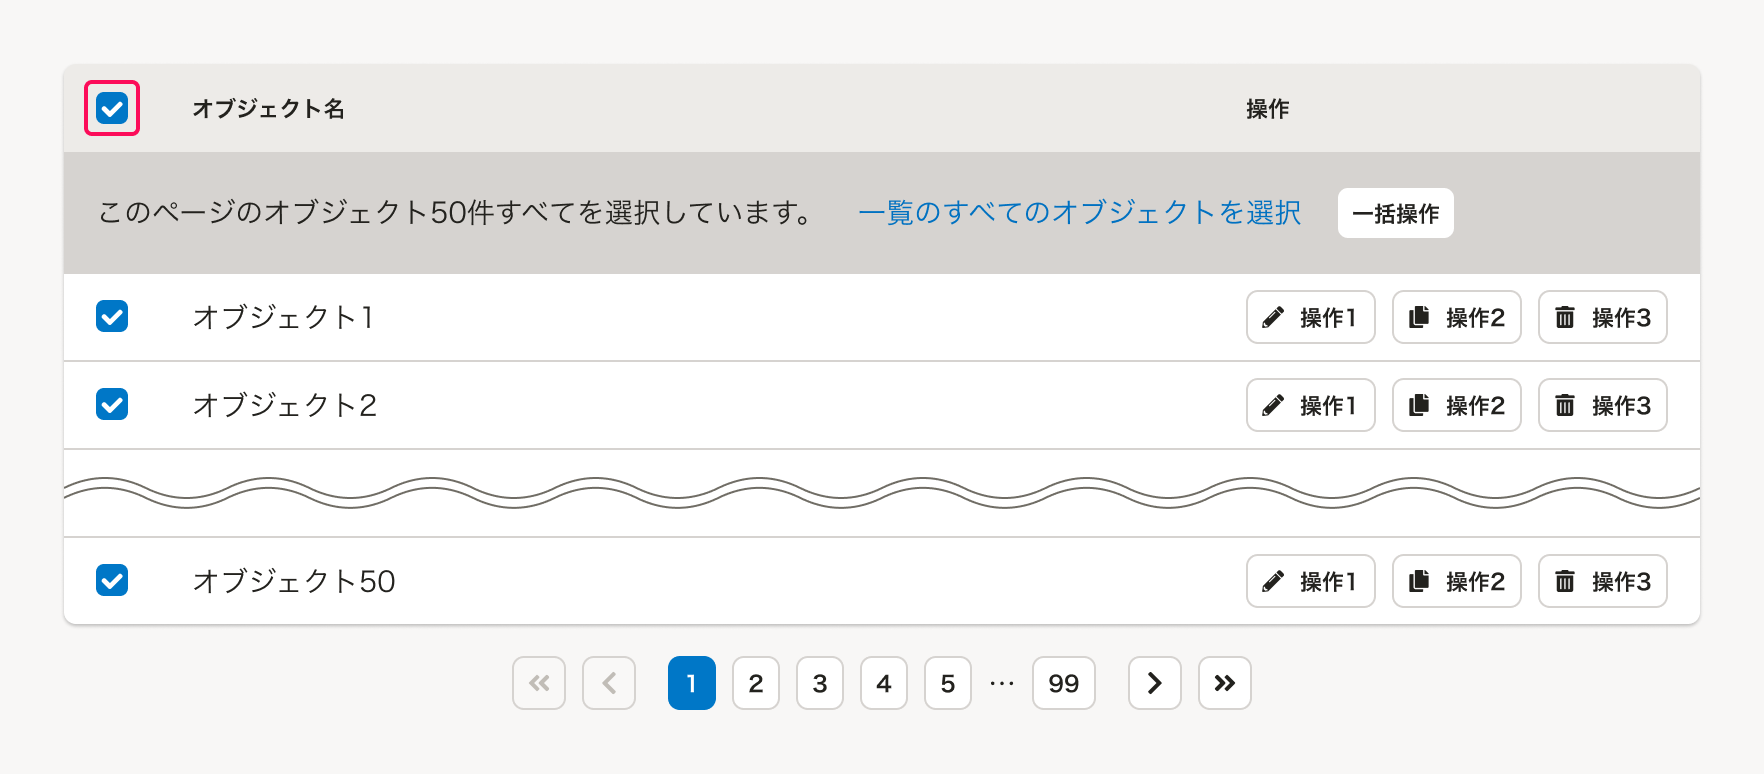 オブジェクト名 操作
このページのオブジェクト50件すべてを選択しています。 一覧のすべてのオブジェクトを選択 一括操作
オブジェクト1 操作1 操作2 操作3
オブジェクト2 操作1 操作2 操作3
オブジェクト50 操作1 操作2 操作3
1 2 3 4 5 … 99